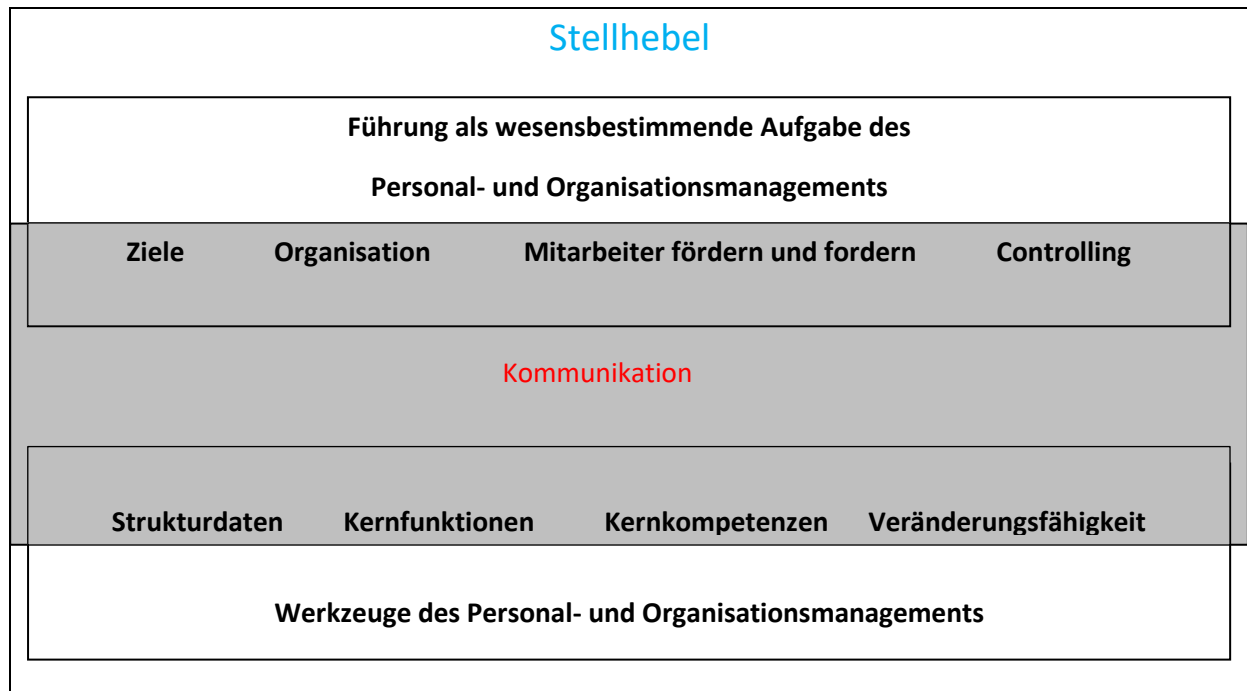 Stellhebel
Führung als wesensbestimmende Aufgabe des
Personal- und Organisationsmanagements
Ziele Organisation Mitarbeiter fördern und fordern Controlling
Kommunikation
Strukturdaten Kernfunktionen Kernkompetenzen Veränderungsfähigkeit
Werkzeuge des Personal- und Organisationsmanagements